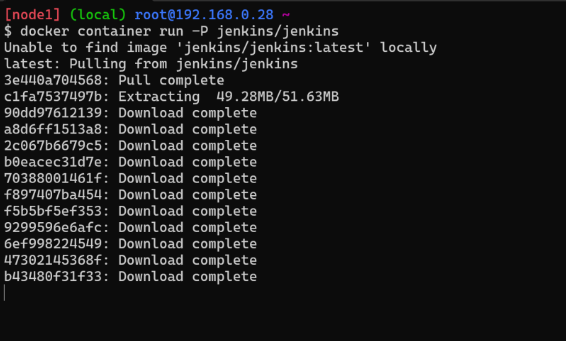 [node1] (local) root@192.168.0.28 ~
$ docker container run -P jenkins/jenkins
Unable to find image 'jenkins/jenkins:latest' locally
latest: Pulling from jenkins/jenkins
3e440a704568: Pull complete
c1fa7537497b: Extracting  49.28MB/51.63MB
90dd97612139: Download complete
a8d6ff1513a8: Download complete
2c067b6679c5: Download complete
b0eacec31d7e: Download complete
70388001461f: Download complete
f897407ba454: Download complete
f5b5bf5ef353: Download complete
9299596e6afc: Download complete
6ef998224549: Download complete
47302145368f: Download complete
b43480f31f33: Download complete